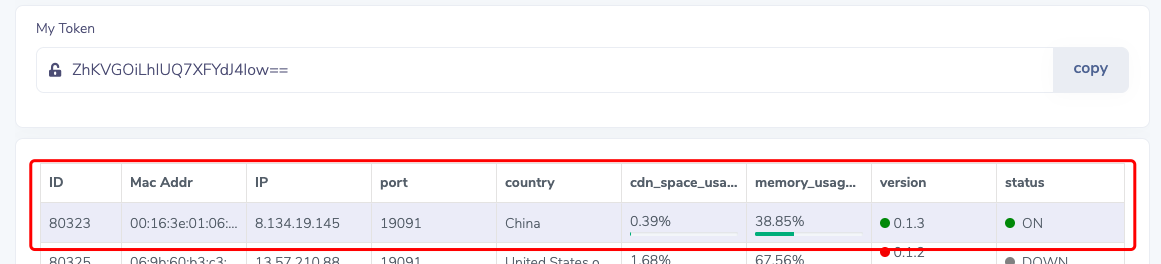 My Token
ZhKVGOiLhIUQ7XFYdJ4low==
copy
ID Mac Addr IP port country cdn_space_usa... memory_usag... version status
80323 00:16:3e:01:06:... 8.134.19.145 19091 China 0.39% 38.85% 0.1.3 ON
80325 06:9b:60:b3:c3: 13.57.210.88 19091 United States o 1.68% 67.56% 0.1.2 DOWN